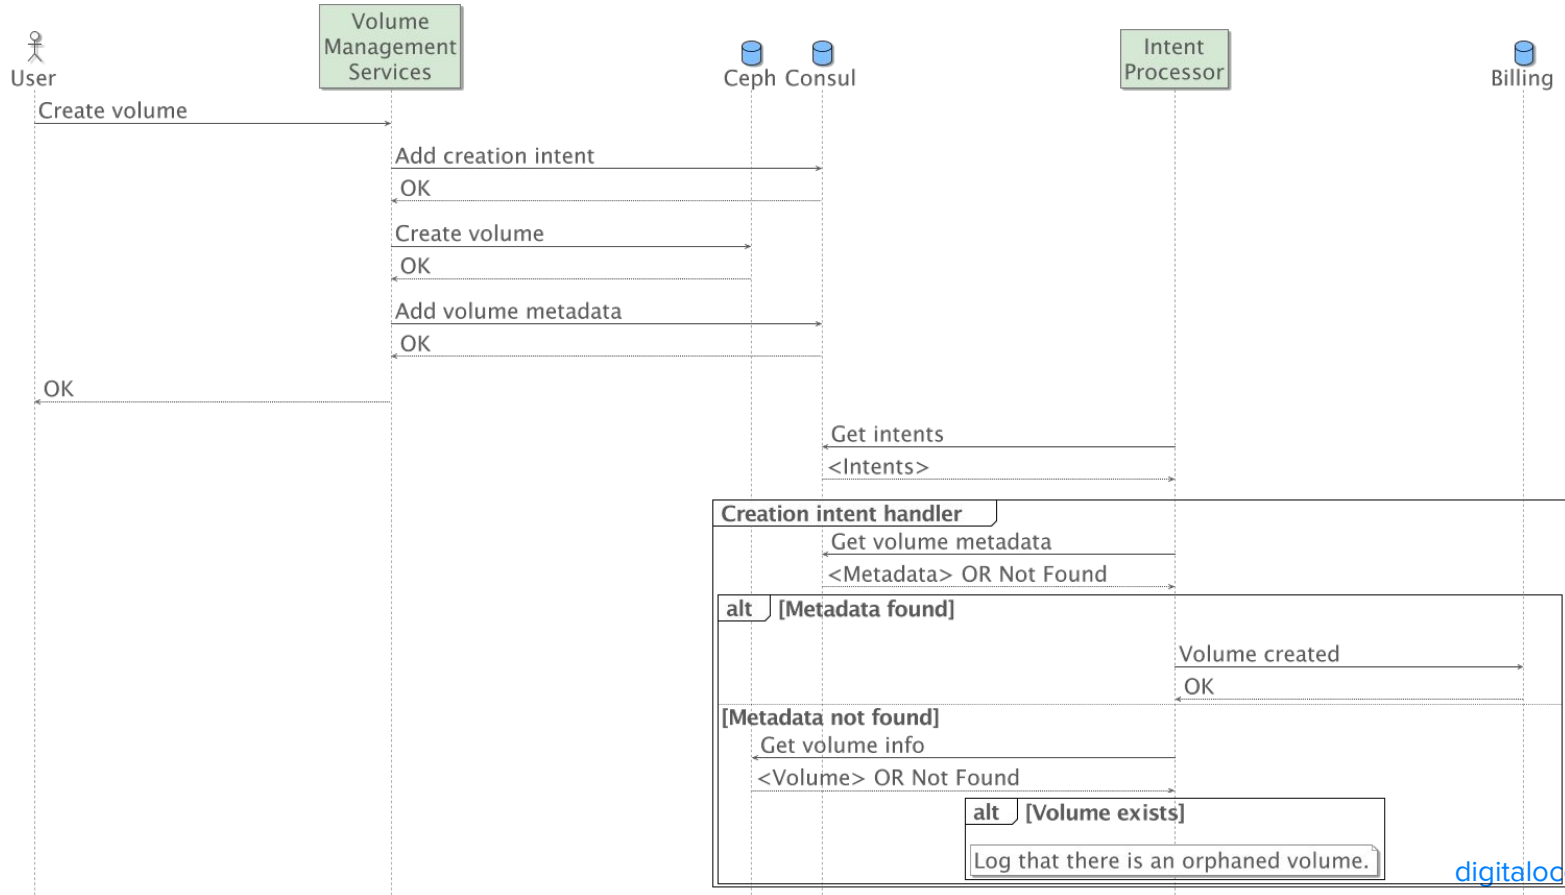 User
Volume
Management
Services
Ceph
Consul
Intent
Processor
Billing
Create volume
Add creation intent
OK
Create volume
OK
Add volume metadata
OK
OK
Get intents
<Intents>
Creation intent handler
Get volume metadata
<Metadata> OR Not Found
alt [Metadata found]
Volume created
OK
[Metadata not found]
Get volume info
<Volume> OR Not Found
alt [Volume exists]
Log that there is an orphaned volume.
digitaloc